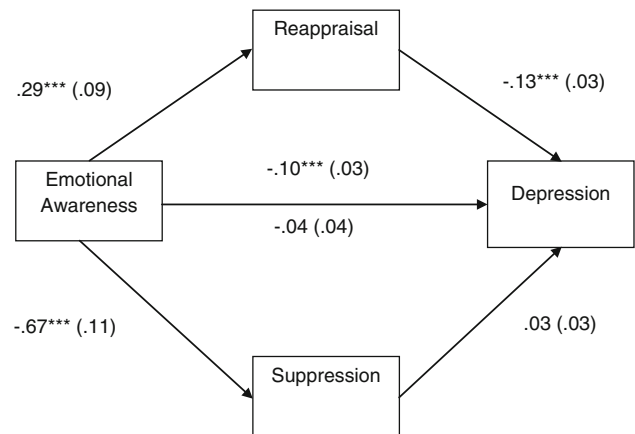 Reappraisal
.29*** (.09)
-.13*** (.03)
Emotional
Awareness
-.10*** (.03)
-.04 (.04)
Depression
-.67*** (.11)
.03 (.03)
Suppression